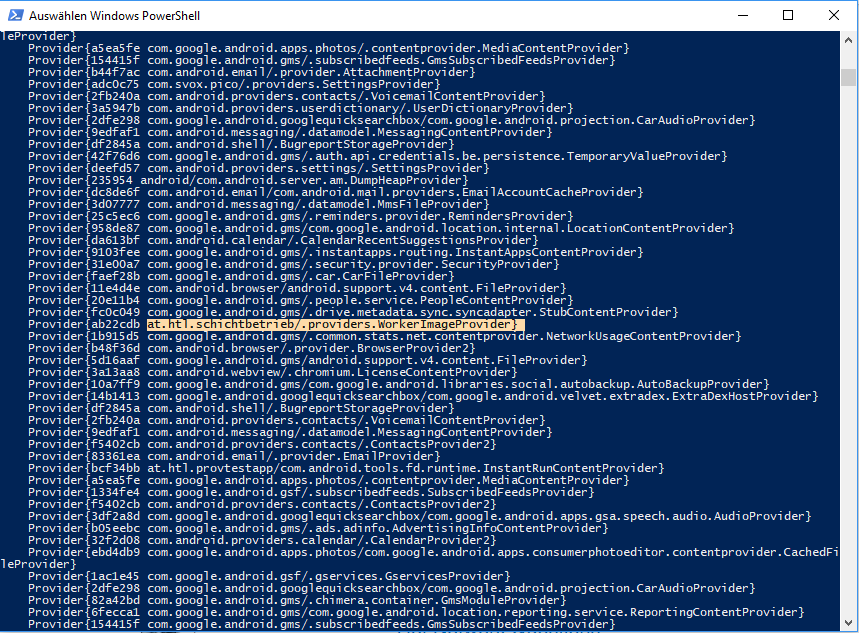 Auswählen Windows PowerShell
leProvider}
Provider{a5ea5fe com.google.android.apps.photos/.contentprovider.MediaContentProvider}
Provider{154415f com.google.android.gms/.subscribedfeeds.GmsSubscribedFeedsProvider}
Provider{b44f7ac com.android.email/.provider.AttachmentProvider}
Provider{adc0c75 com.svox.pico/.providers.SettingsProvider}
Provider{2fb240a com.android.providers.contacts/.VoicemailContentProvider}
Provider{3a5947b com.android.providers.userdictionary/.UserDictionaryProvider}
Provider{2dfe298 com.google.android.googlequicksearchbox/com.google.android.projection.CarAudioProvider}
Provider{9edfaf1 com.android.messaging/.datamodel.MessagingContentProvider}
Provider{df2845a com.android.shell/.BugreportStorageProvider}
Provider{42f76d6 com.google.android.gms/.auth.api.credentials.be.persistence.TemporaryValueProvider}
Provider{deefd57 com.android.providers.settings/.SettingsProvider}
Provider{235954 android/com.android.server.am.DumpHeapProvider}
Provider{dc8de6f com.android.email/com.android.mail.providers.EmailAccountCacheProvider}
Provider{3d07777 com.android.messaging/.datamodel.MmsFileProvider}
Provider{25c5ec6 com.google.android.gms/.reminders.provider.RemindersProvider}
Provider{958de87 com.google.android.gms/com.google.android.location.internal.LocationContentProvider}
Provider{da613bf com.android.calendar/.CalendarRecentSuggestionsProvider}
Provider{9103fee com.google.android.gms/.instantapps.routing.InstantAppsContentProvider}
Provider{31e00a7 com.google.android.gms/.security.provider.SecurityProvider}
Provider{faef28b com.google.android.gms/.car.CarFileProvider}
Provider{11e4d4e com.android.browser/android.support.v4.content.FileProvider}
Provider{20e11b4 com.google.android.gms/.people.service.PeopleContentProvider}
Provider{fc0c049 com.google.android.gms/.drive.metadata.sync.syncadapter.StubContentProvider}
Provider{ab22cdb at.htl.schichtbetrieb/.providers.WorkerImageProvider}
Provider{1b915d5 com.google.android.gms/.common.stats.net.contentprovider.NetworkUsageContentProvider}
Provider{b48f36d com.android.browser/.provider.BrowserProvider2}
Provider{5d16aaf com.google.android.gms/android.support.v4.content.FileProvider}
Provider{3a13aa8 com.android.webview/.chromium.LicenseContentProvider}
Provider{10a7ff9 com.google.android.gms/com.google.android.libraries.social.autobackup.AutoBackupProvider}
Provider{14b1413 com.google.android.googlequicksearchbox/com.google.android.velvet.extradex.ExtraDexHostProvider}
Provider{df2845a com.android.shell/.BugreportStorageProvider}
Provider{2fb240a com.android.providers.contacts/.VoicemailContentProvider}
Provider{9edfaf1 com.android.messaging/.datamodel.MessagingContentProvider}
Provider{f5402cb com.android.providers.contacts/.ContactsProvider2}
Provider{83361ea com.android.email/.provider.EmailProvider}
Provider{bcf34bb at.htl.provtestapp/com.android.tools.fd.runtime.InstantRunContentProvider}
Provider{a5ea5fe com.google.android.apps.photos/.contentprovider.MediaContentProvider}
Provider{1334fe4 com.google.android.gsf/.subscribedfeeds.SubscribedFeedsProvider}
Provider{f5402cb com.android.providers.contacts/.ContactsProvider2}
Provider{3df2a8d com.google.android.googlequicksearchbox/com.google.android.apps.gsa.speech.audio.AudioProvider}
Provider{b05eebc com.google.android.gms/.ads.adinfo.AdvertisingInfoContentProvider}
Provider{32f2d08 com.android.providers.calendar/.CalendarProvider2}
Provider{ebd4db9 com.google.android.apps.photos/com.google.android.apps.consumerphotoeditor.contentprovider.CachedFi
leProvider}
Provider{1ac1e45 com.google.android.gsf/.gservices.GservicesProvider}
Provider{2dfe298 com.google.android.googlequicksearchbox/com.google.android.projection.CarAudioProvider}
Provider{82a42bd com.google.android.gms/.chimera.container.GmsModuleProvider}
Provider{6fecca1 com.google.android.gms/com.google.android.location.reporting.service.ReportingContentProvider}
Provider{154415f com.google.android.gms/.subscribedfeeds.GmsSubscribedFeedsProvider}